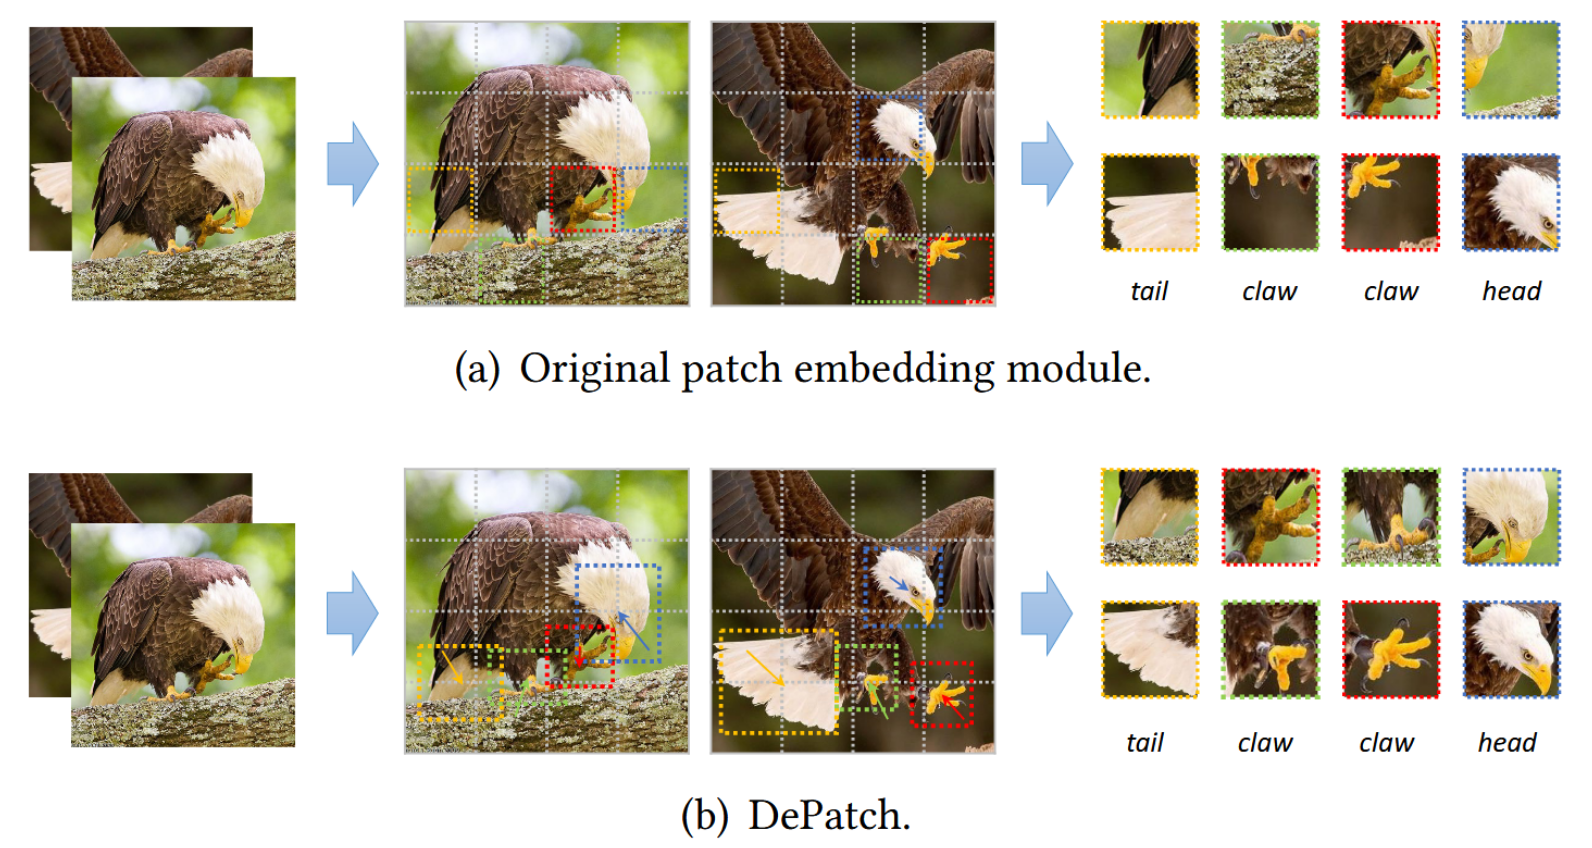 tail claw claw head
(a) Original patch embedding module.
tail claw claw head
(b) DePatch.